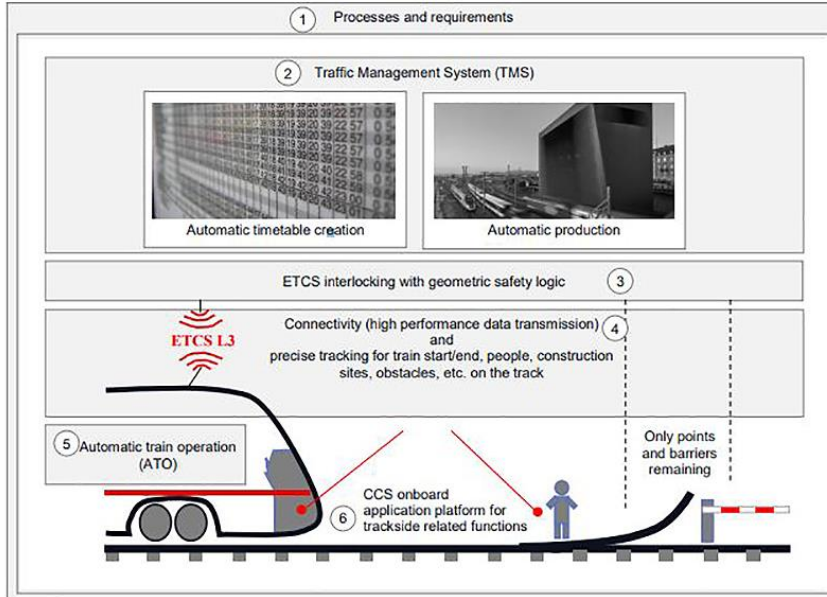 1 Processes and requirements
2 Traffic Management System (TMS)
Automatic timetable creation
Automatic production
ETCS interlocking with geometric safety logic 3
Connectivity (high performance data transmission) 4
and
precise tracking for train start/end, people, construction
sites, obstacles, etc. on the track
ETCS L3
5 Automatic train operation
(ATO)
Only points
and barriers
remaining
6 CCS onboard
application platform for
trackside related functions